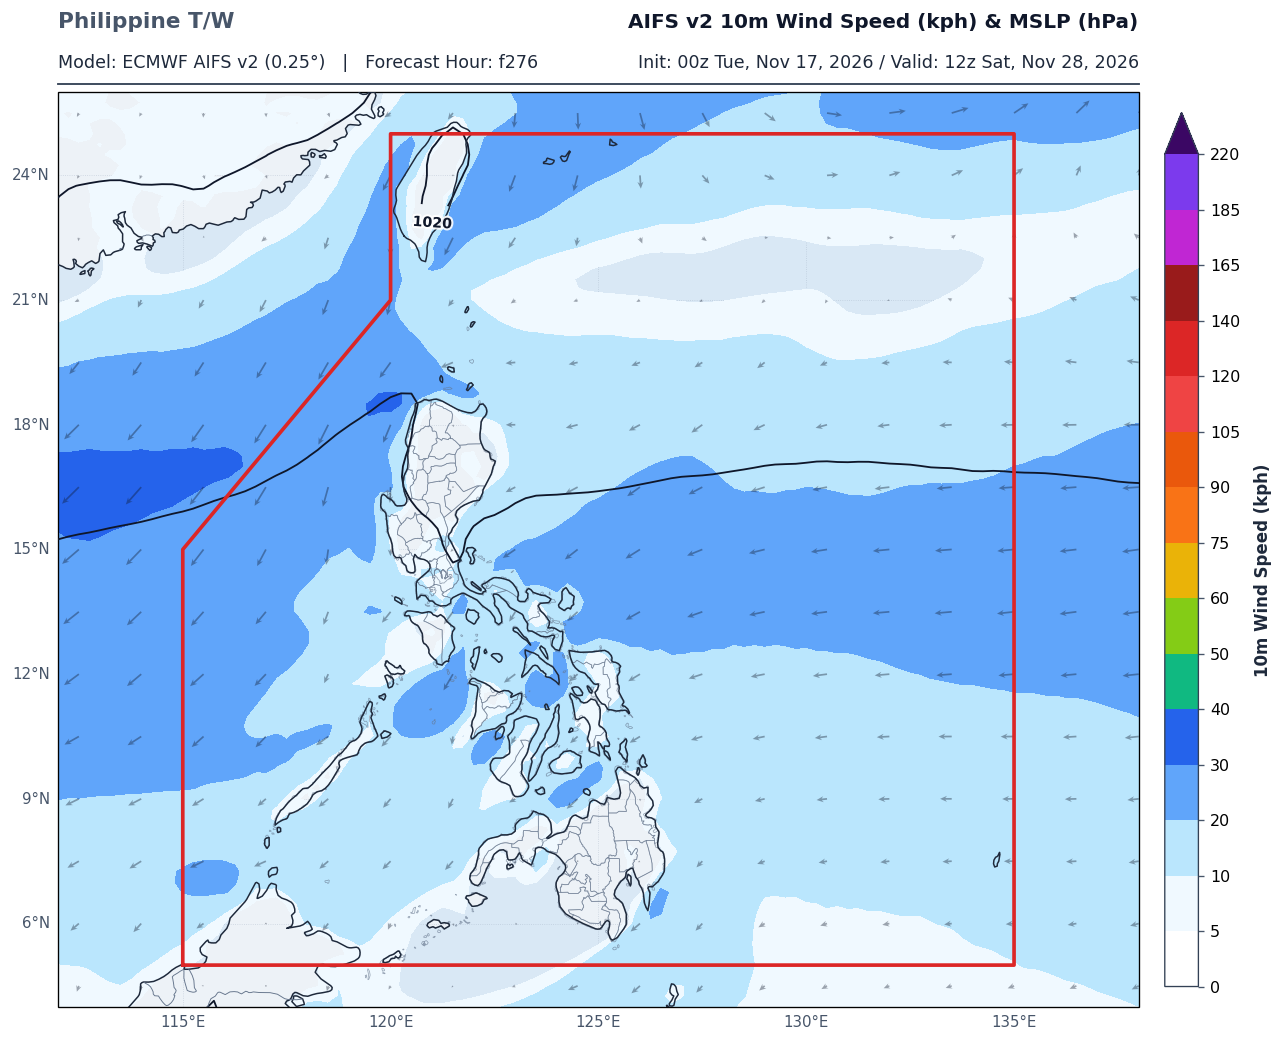 Philippine T/W
AIFS v2 10m Wind Speed (kph) & MSLP (hPa)
Model: ECMWF AIFS v2 (0.25°) | Forecast Hour: f276
Init: 00z Tue, Nov 17, 2026 / Valid: 12z Sat, Nov 28, 2026
24°N
21°N
18°N
15°N
12°N
9°N
6°N
1020
115°E
120°E
125°E
130°E
135°E
220
185
165
140
120
105
90
75
60
50
40
30
20
10
5
0
10m Wind Speed (kph)